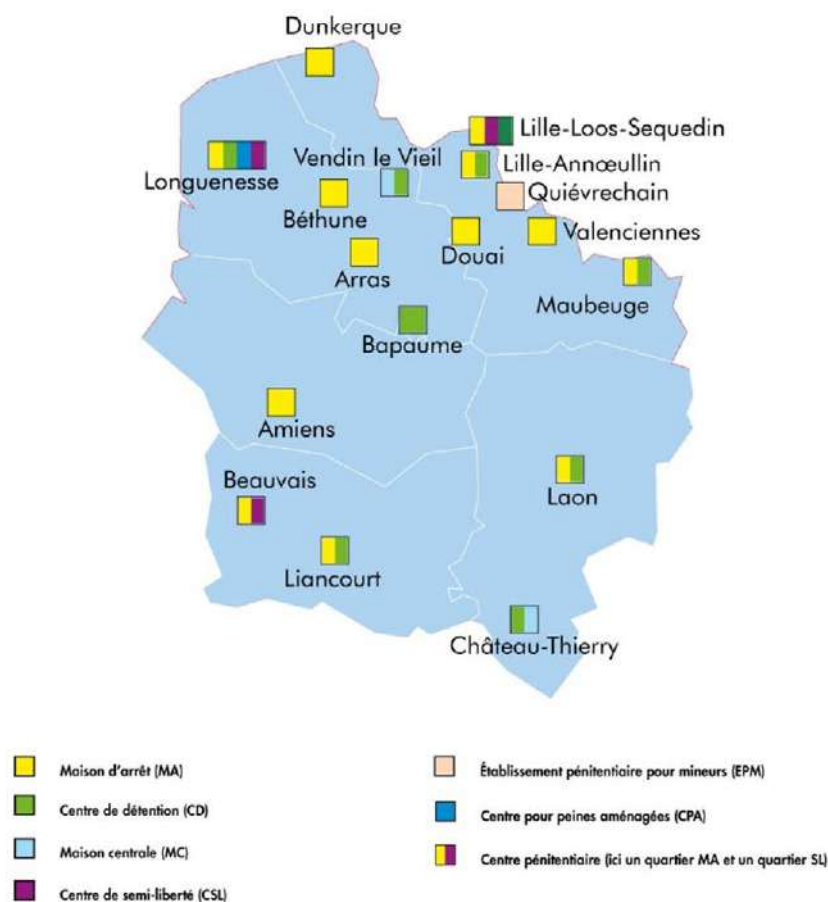 Dunkerque
Lille-Loos-Sequedin
Vendin le Vieil
Lille-Annœullin
Longuenesse
Quiévrechain
Béthune
Valenciennes
Douai
Arras
Maubeuge
Bapaume
Amiens
Beauvais
Laon
Liancourt
Château-Thierry
Maison d'arrêt (MA)
Centre de détention (CD)
Maison centrale (MC)
Centre de semi-liberté (CSL)
Établissement pénitentiaire pour mineurs (EPM)
Centre pour peines aménagées (CPA)
Centre pénitentiaire (ici un quartier MA et un quartier SL)